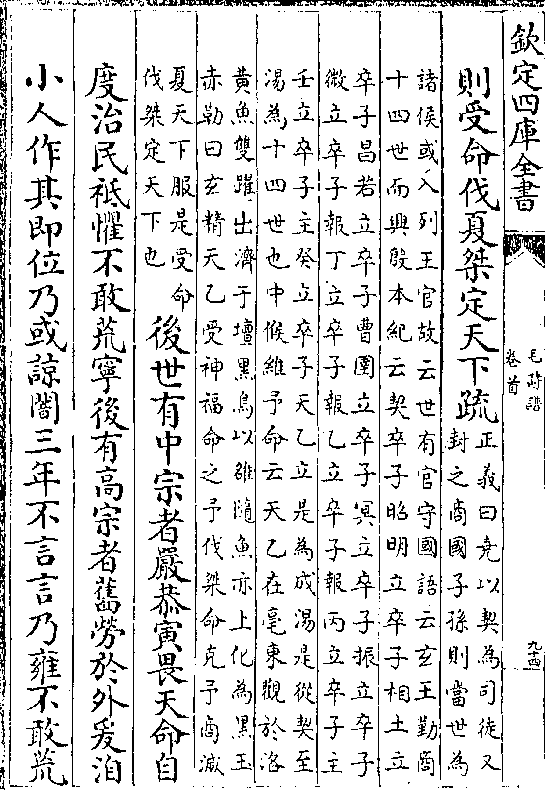 欽定四庫全書
毛詩譜
卷首
九四
則受命伐夏桀定天下疏
正義曰堯以契為司徒又
封之商國子孫則當世為
諸侯或入列王官故云世有官守國語云玄王勤商
十四世而興殷本紀云契卒子昭明立卒子相土立
卒子昌若立卒子曹圉立卒子冥立卒子振立卒子
微立卒子報丁立卒子報乙立卒子報丙立卒子主
壬立卒子主癸立卒子天乙立是為成湯是從契至
湯為十四世也中候維予命云天乙在亳東觀於洛
黃魚雙躍出濟于壇黑鳥以雄隨魚亦上化為黑玉
赤勒曰玄精天乙受神福命之予伐桀命克予商滅
夏天下服是受命
伐桀定天下也
後世有中宗者嚴恭寅畏天命自
度治民祇懼不敢荒寧後有高宗者舊勞於外爰洎
小人作其即位乃或諒闇三年不言言乃雍不敢荒